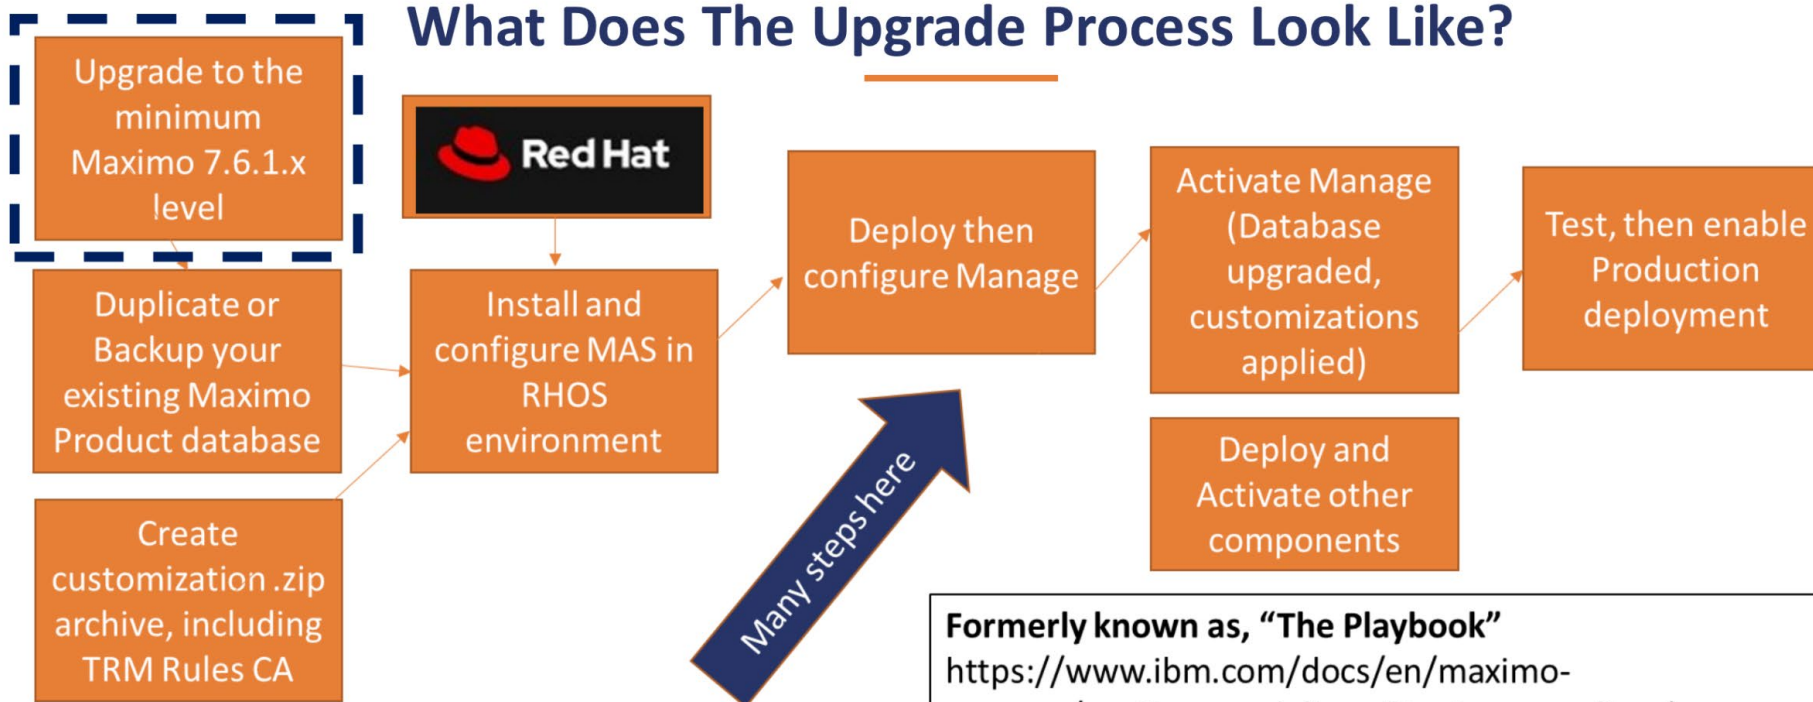 What Does The Upgrade Process Look Like?
Upgrade to the
minimum
Maximo 7.6.1.x
level
Red Hat
Duplicate or
Backup your
existing Maximo
Product database
Create
customization .zip
archive, including
TRM Rules CA
Install and
configure MAS in
RHOS
environment
Deploy then
configure Manage
Many steps here
Activate Manage
(Database
upgraded,
customizations
applied)
Deploy and
Activate other
components
Test, then enable
Production
deployment
Formerly known as, “The Playbook”
https://www.ibm.com/docs/en/maximo-